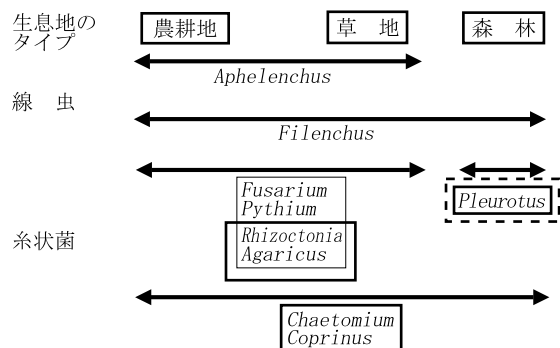 生息地の
タイプ
農耕地
草 地
森 林
Aphelenchus
線 虫
Filenchus
Fusarium
Pythium
Pleurotus
糸状菌
Rhizoctonia
Agaricus
Chaetomium
Coprinus